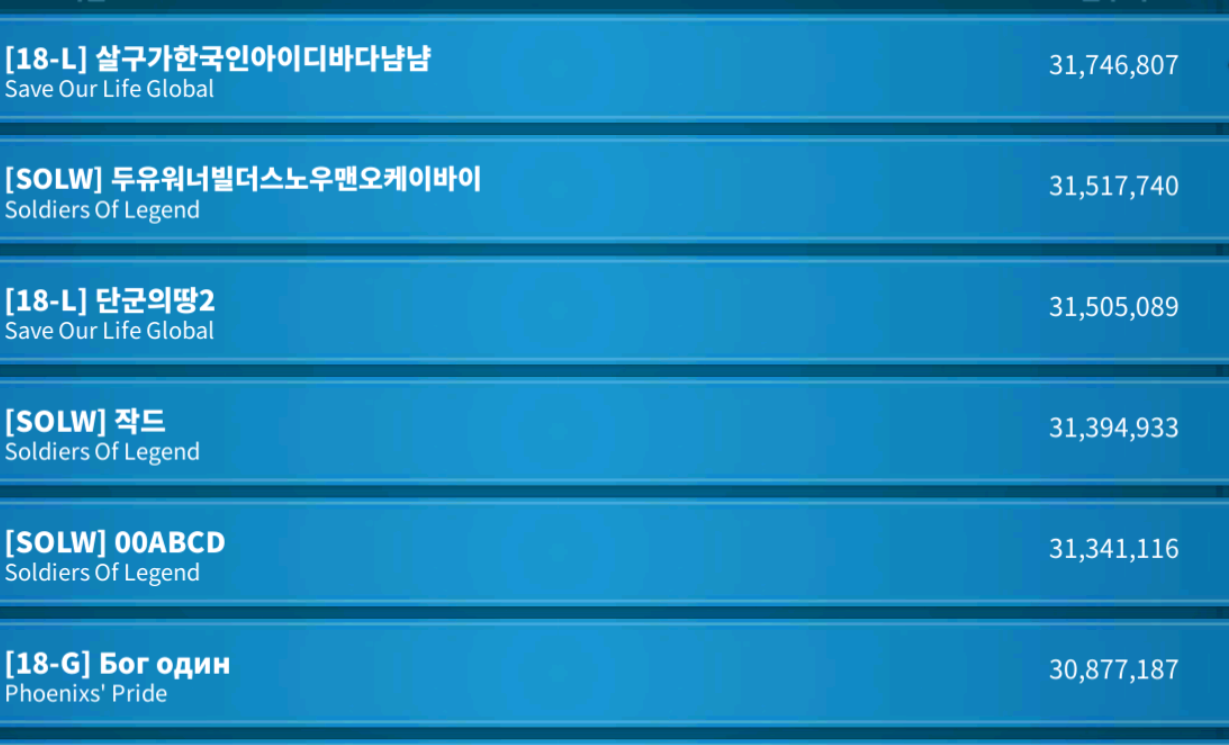 [18-L] 살구가한국인아이디바다냠냠
31,746,807
Save Our Life Global
[SOLW] 두유워너빌더스노우맨오케이바이
31,517,740
Soldiers Of Legend
[18-L] 단군의땅2
31,505,089
Save Our Life Global
[SOLW] 작드
31,394,933
Soldiers Of Legend
[SOLW] 00ABCD
31,341,116
Soldiers Of Legend
[18-G] Бог один
30,877,187
Phoenixs' Pride